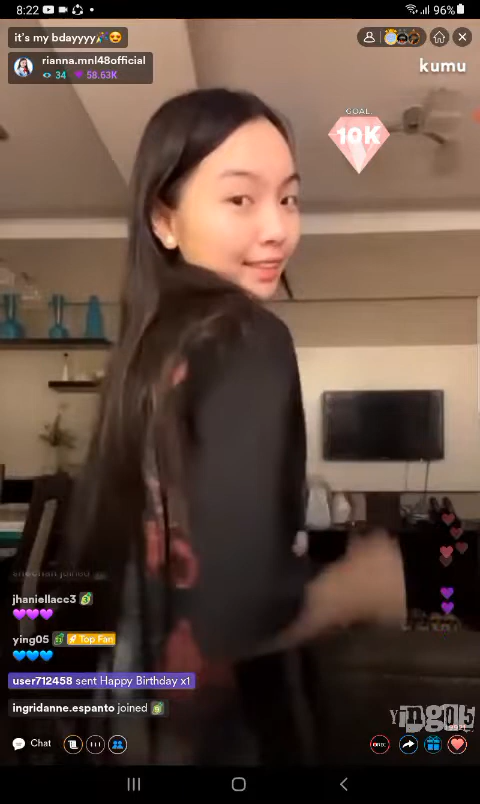 8:22
96%
it's my bdayyyy🎉😍
rianna.mnl48official
34 58.63K
kumu
GOAL
10K
joined
jhaniellacc3
💜💜💜
ying05 Top Fan
💙💙💙
user712458 sent Happy Birthday x1
ingridanne.espanto joined
Ying05
Chat